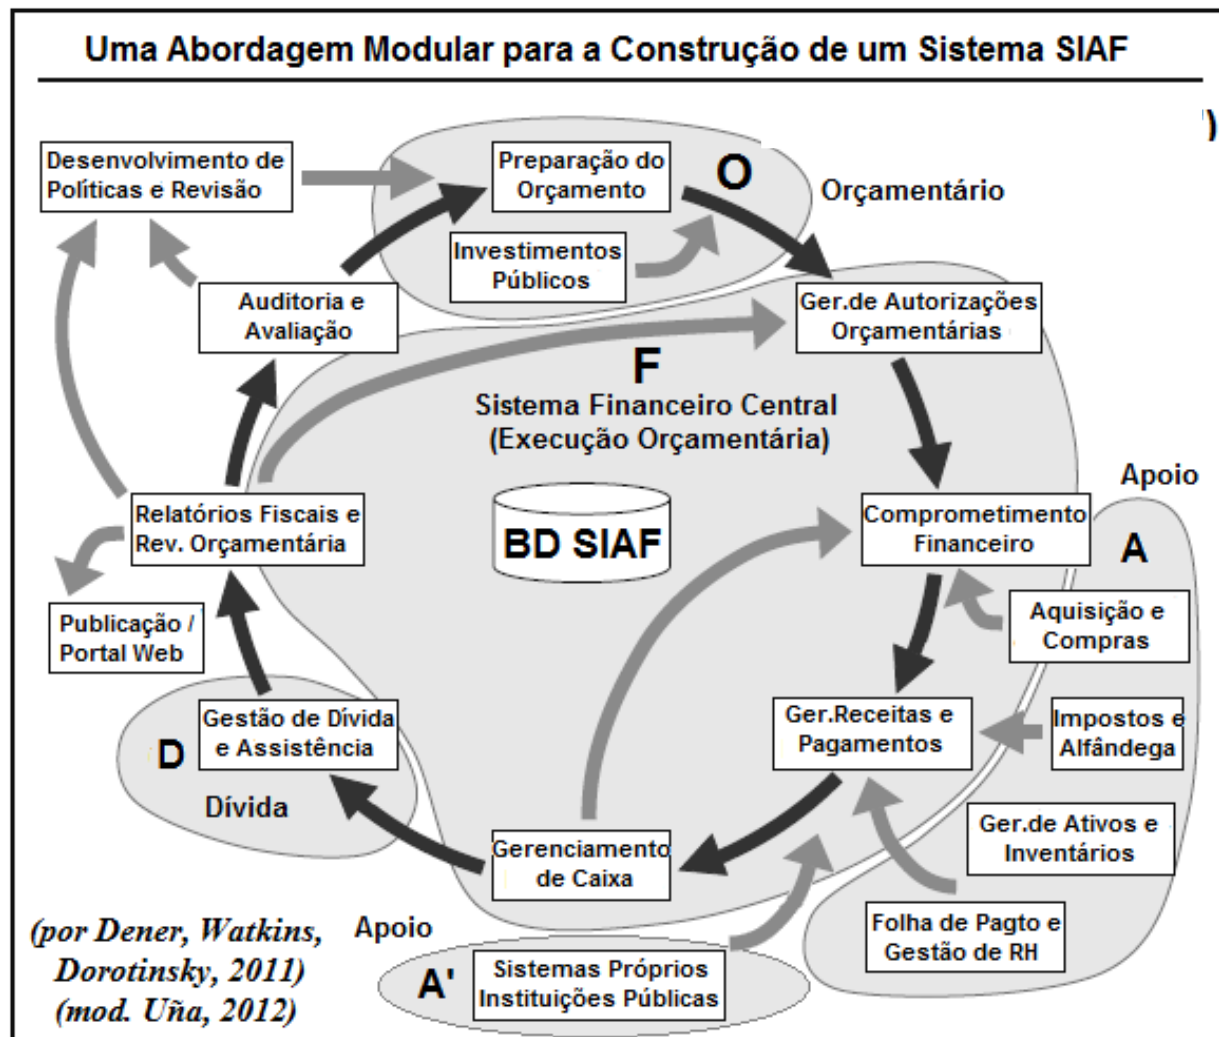 Uma Abordagem Modular para a Construção de um Sistema SIAF
')
Desenvolvimento de
Políticas e Revisão
Preparação do
Orçamento
O
Orçamentário
Investimentos
Públicos
Auditoria e
Avaliação
Ger.de Autorizações
Orçamentárias
F
Sistema Financeiro Central
(Execução Orçamentária)
Apoio
Relatórios Fiscais e
Rev. Orçamentária
BD SIAF
Comprometimento
Financeiro
A
Publicação /
Portal Web
Aquisição e
Compras
Gestão de Dívida
e Assistência
D
Dívida
Ger.Receitas e
Pagamentos
Impostos e
Alfândega
Gerenciamento
de Caixa
Ger.de Ativos e
Inventários
Folha de Pagto e
Gestão de RH
(por Dener, Watkins,
Dorotinsky, 2011)
(mod. Uña, 2012)
Apoio
A'
Sistemas Próprios
Instituições Públicas